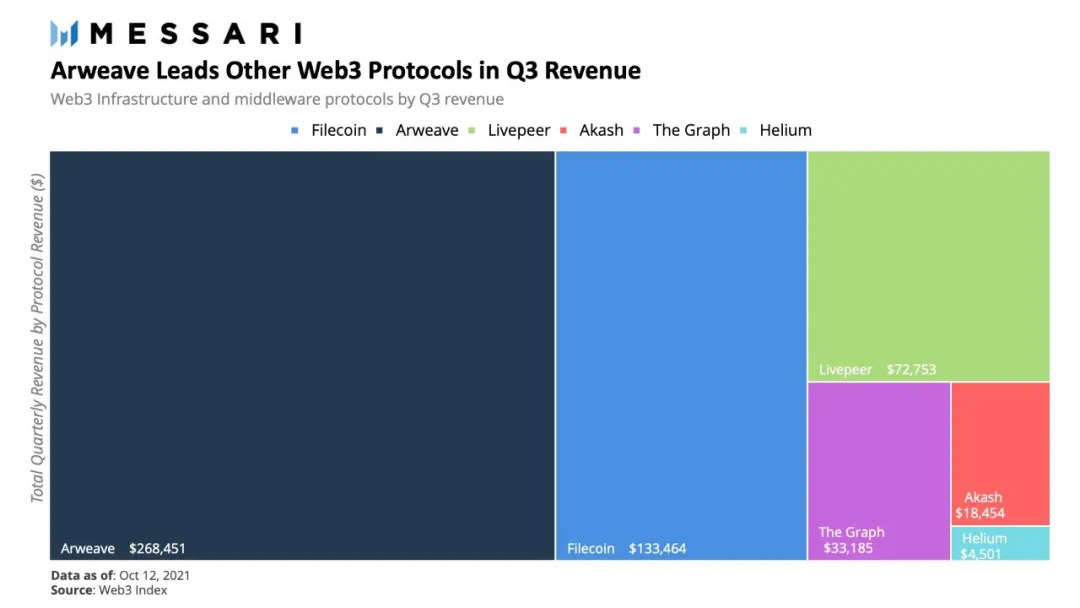 MESSARI
Arweave Leads Other Web3 Protocols in Q3 Revenue
Web3 Infrastructure and middleware protocols by Q3 revenue
Filecoin Arweave Livepeer Akash The Graph Helium
Total Quarterly Revenue by Protocol Revenue ($)
Arweave $268,451
Filecoin $133,464
Livepeer $72,753
The Graph
$33,185
Akash
$18,454
Helium
$4,501
Data as of: Oct 12, 2021
Source: Web3 Index